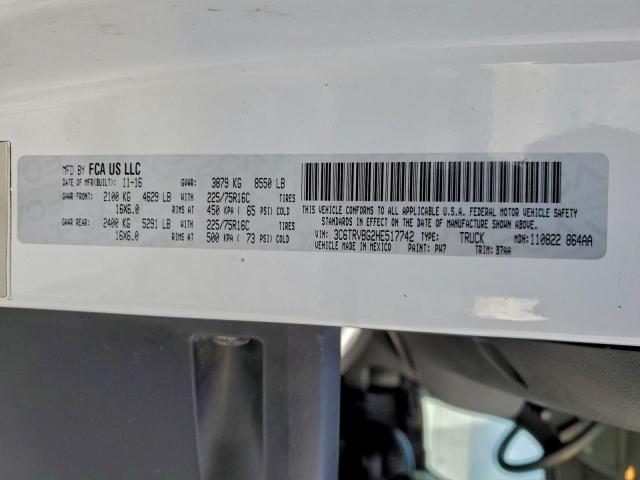 MFD BY FCA US LLC
DATE OF MFR(BUILT): 11-16 GVWR: 3879 KG 8550 LB
GAWR FRONT: 2100 KG 4629 LB WITH 225/75R16C TIRES
16X6.0 RIMS AT 450 KPA ( 65 PSI) COLD
GAWR REAR: 2400 KG 5291 LB WITH 225/75R16C TIRES
16X6.0 RIMS AT 500 KPA ( 73 PSI) COLD
THIS VEHICLE CONFORMS TO ALL APPLICABLE U.S.A. FEDERAL MOTOR VEHICLE SAFETY
STANDARDS IN EFFECT ON THE DATE OF MANUFACTURE SHOWN ABOVE.
VIN: 3C6TRVBG2HE517742 TYPE: TRUCK MDH: 110822 864AA
VEHICLE MADE IN MEXICO PAINT: PW7 TRIM: B7AA